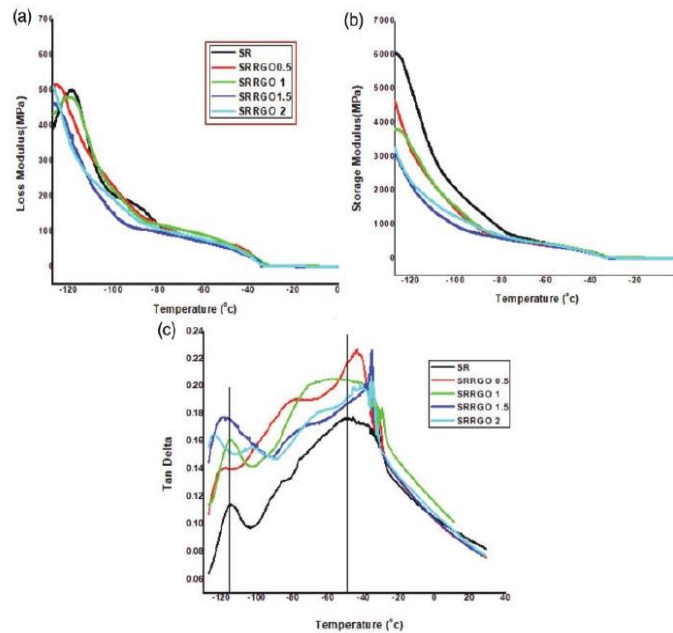 (a)
Loss Modulus(MPa)
700
600
500
400
300
200
100
0
-120
-100
-80
-60
-40
-20
0
Temperature (°c)
SR
SRRGO0.5
SRRGO 1
SRRGO1.5
SRRGO 2
(b)
Storage Modulus(MPa)
7000
6000
5000
4000
3000
2000
1000
0
-120
-100
-80
-60
-40
-20
Temperature (°c)
(c)
Tan Delta
0.24
0.22
0.20
0.18
0.16
0.14
0.12
0.10
0.08
0.06
-120
-100
-80
-60
-40
-20
0
20
40
Temperature (°c)
SR
SRRGO 0.5
SRRGO 1
SRRGO 1.5
SRRGO 2